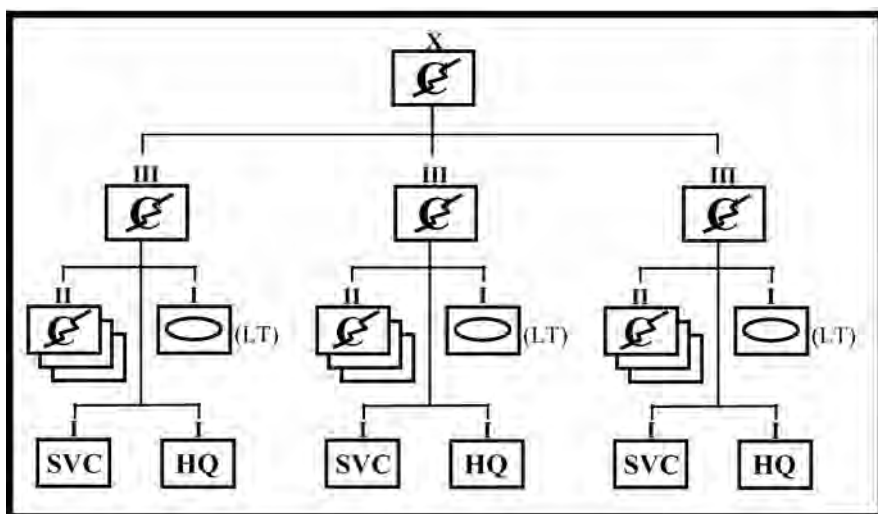 X
C
III III III
C C C
II I II I II I
C (LT) C (LT) C (LT)
I I I I I I
SVC HQ SVC HQ SVC HQ